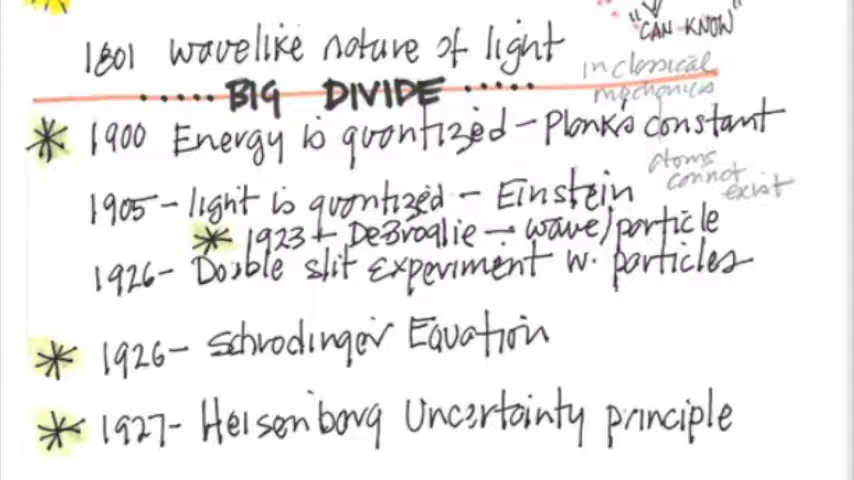 "CAN KNOW"
1801 wavelike nature of light
in classical
mechanics
..... BIG DIVIDE .....
* 1900 Energy is quantized - Plank's constant
atoms
cannot
exist
1905 - light is quantized - Einstein
* 1923 - DeBroglie - wave/particle
1926 - Double slit experiment w. particles
* 1926 - Schrodinger Equation
* 1927 - Heisenberg Uncertainty principle